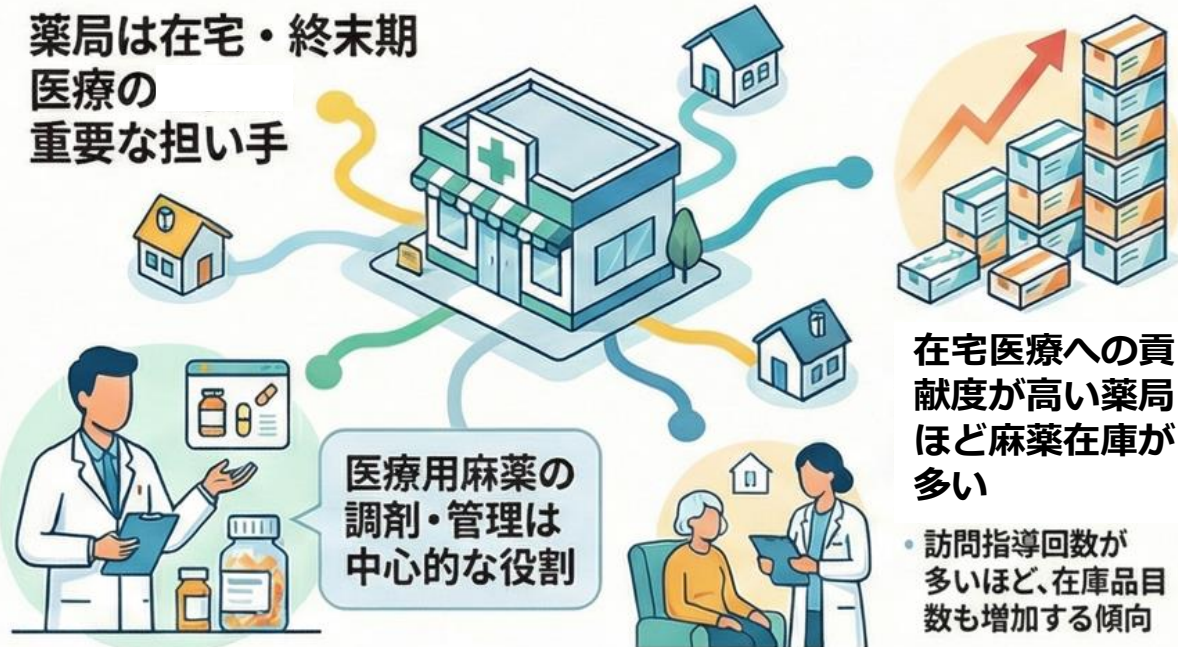 薬局は在宅・終末期
医療の
重要な担い手
医療用麻薬の
調剤・管理は
中心的な役割
在宅医療への貢
献度が高い薬局
ほど麻薬在庫が
多い
・訪問指導回数が
多いほど、在庫品目
数も増加する傾向